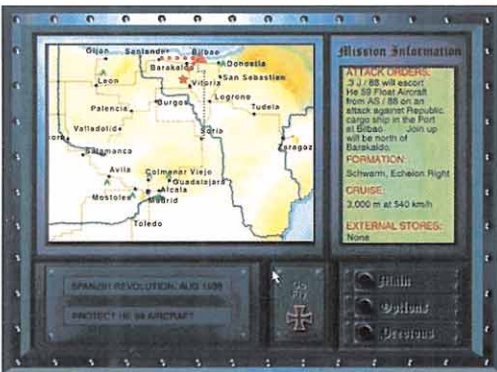 Gijon Santander Bilbao
Barakaldo Donostia
Leon Vitoria San Sebastian
Burgos Logrono
Palencia Tudela
Valladolid Soria
Zaragoz
Salamanca
Avila Colmenar Viejo
Guadalajara
Mostoles Alcala
Madrid
Toledo
Mission Information
ATTACK ORDERS:
3 J / 88 will escort
He 59 Float Aircraft
from AS / 88 on an
attack against Republic
cargo ship in the Port
of Bilbao. Join up
will be north of
Barakaldo.
FORMATION:
Schwarm, Echelon Right
CRUISE:
3,000 m at 540 km/h
EXTERNAL STORES:
None
SPANISH REVOLUTION, AUG 1936
PROTECT HE 59 AIRCRAFT
Go
Fly
Main
Options
Previous